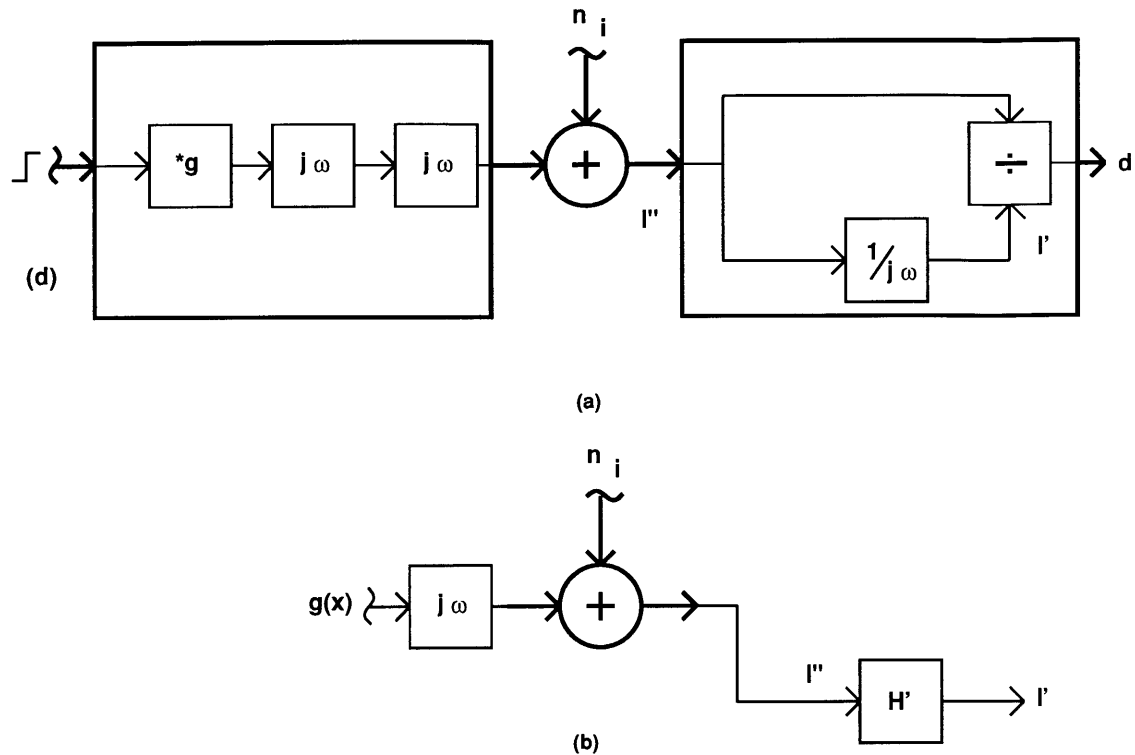 n i
*g
j ω
j ω
+
÷
d
I''
1/j ω
I'
(d)
(a)
n i
g(x)
j ω
+
I''
H'
I'
(b)